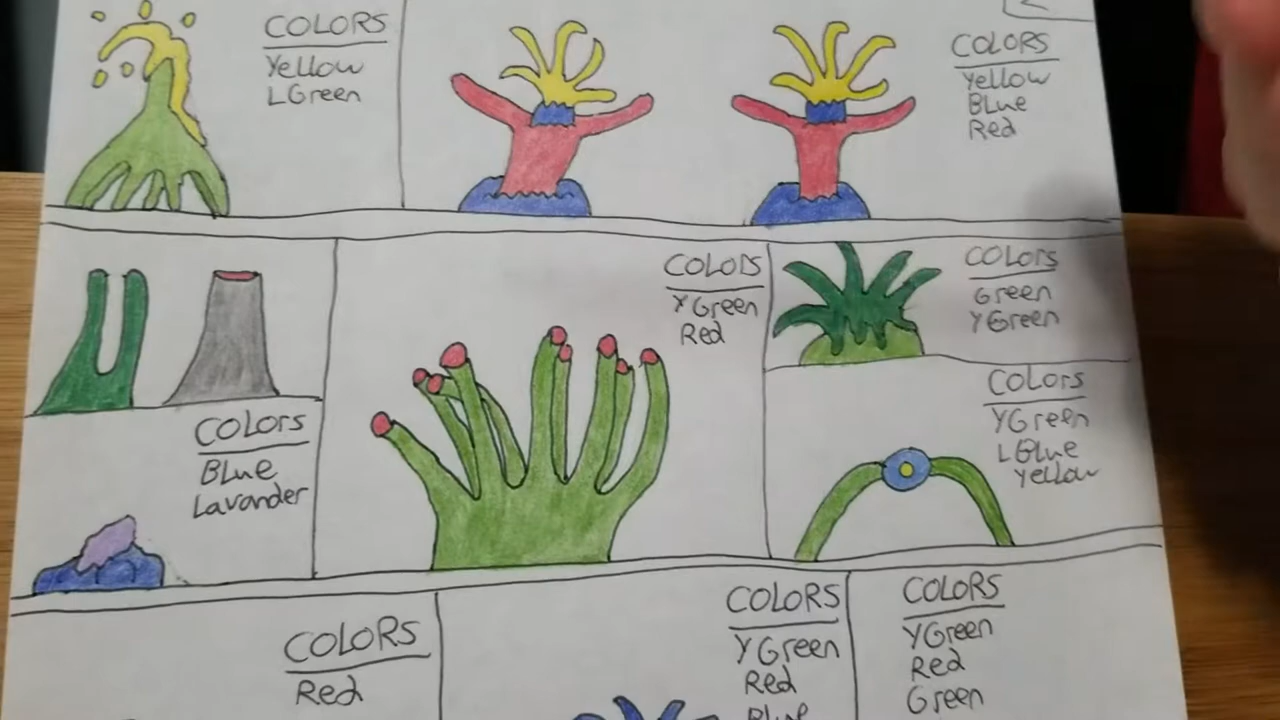 COLORS
Yellow
LGreen
COLORS
Yellow
BLue
Red
COLOrs
BLue
Lavander
COLOrs
YGreen
Red
COLOrs
Green
YGreen
COLOrs
YGreen
LBlue
Yellow
COLORS
Red
COLORS
YGreen
Red
Blue
COLORS
YGreen
Red
Green